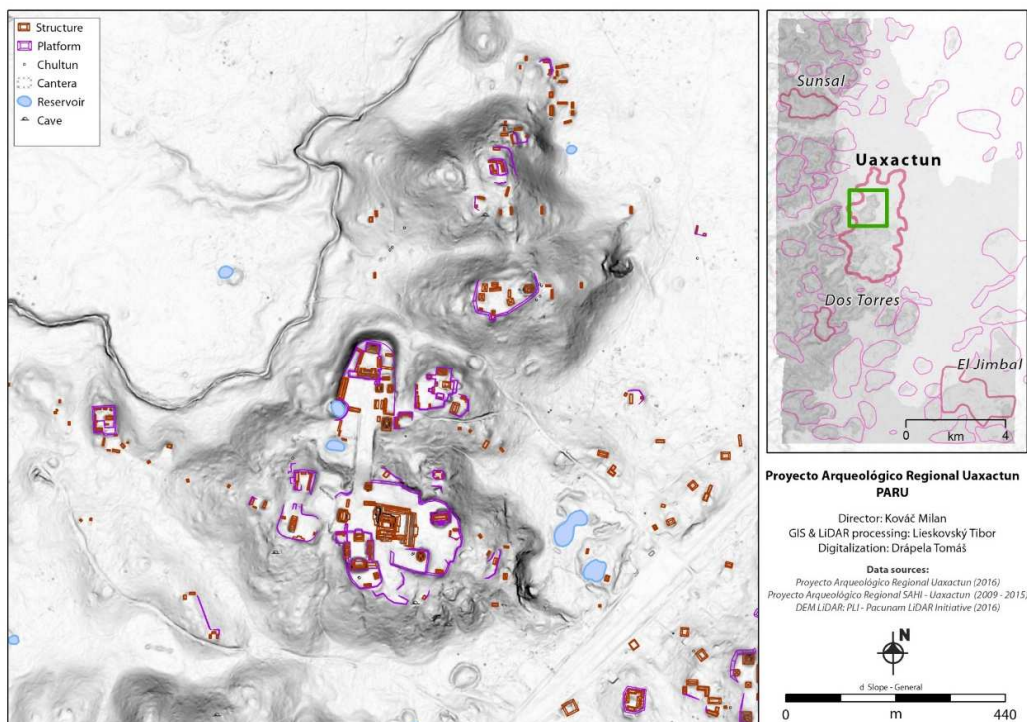 Structure
Platform
Chultun
Cantera
Reservoir
Cave
Sunsal
Uaxactun
Dos Torres
El Jimbal
0 km 4
Proyecto Arqueológico Regional Uaxactun
PARU
Director: Kováč Milan
GIS & LiDAR processing: Lieskovský Tibor
Digitalization: Drápela Tomáš
Data sources:
Proyecto Arqueológico Regional Uaxactun (2016)
Proyecto Arqueológico Regional SAHI - Uaxactun (2009 - 2015)
DEM LiDAR: PLI - Pacunam LiDAR Initiative (2016)
N
d Slope - General
0 m 440